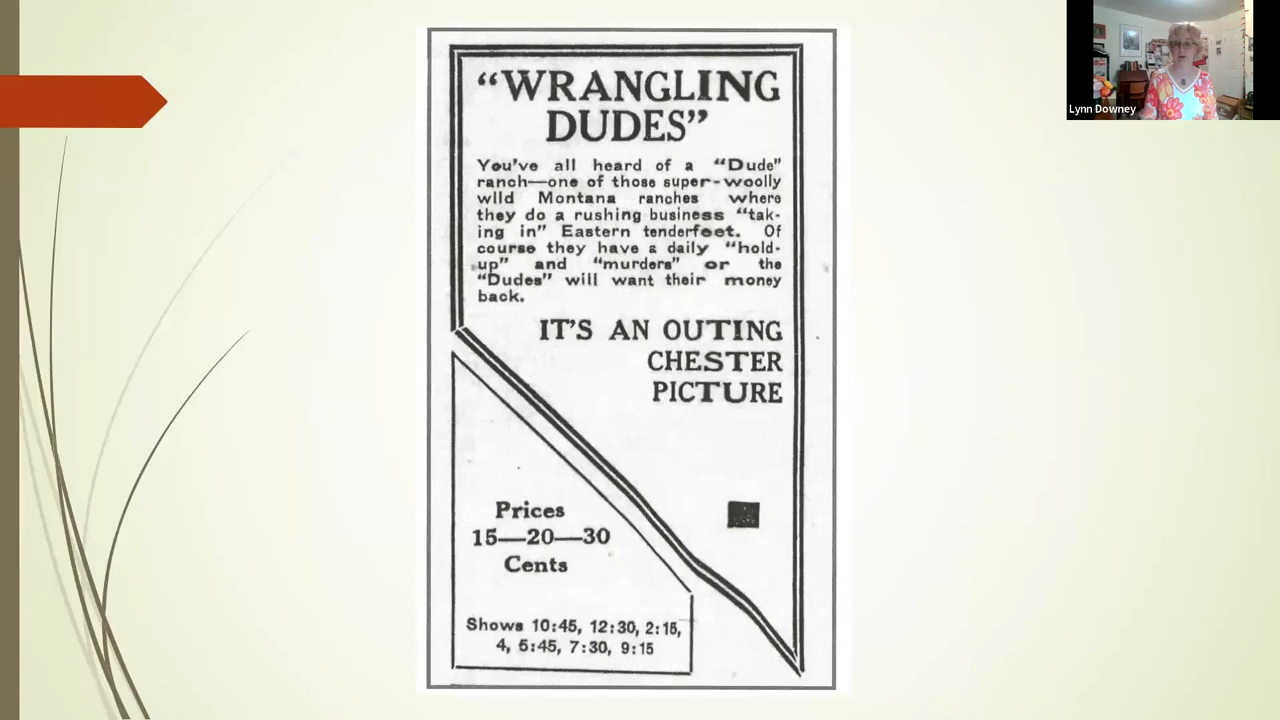 "WRANGLING
DUDES"
You've all heard of a "Dude"
ranch—one of those super-woolly
wild Montana ranches where
they do a rushing business "tak-
ing in" Eastern tenderfeet. Of
course they have a daily "hold-
up" and "murders" or the
"Dudes" will want their money
back.
IT'S AN OUTING
CHESTER
PICTURE
Prices
15—20—30
Cents
Shows 10:45, 12:30, 2:15,
4, 5:45, 7:30, 9:15
Lynn Downey